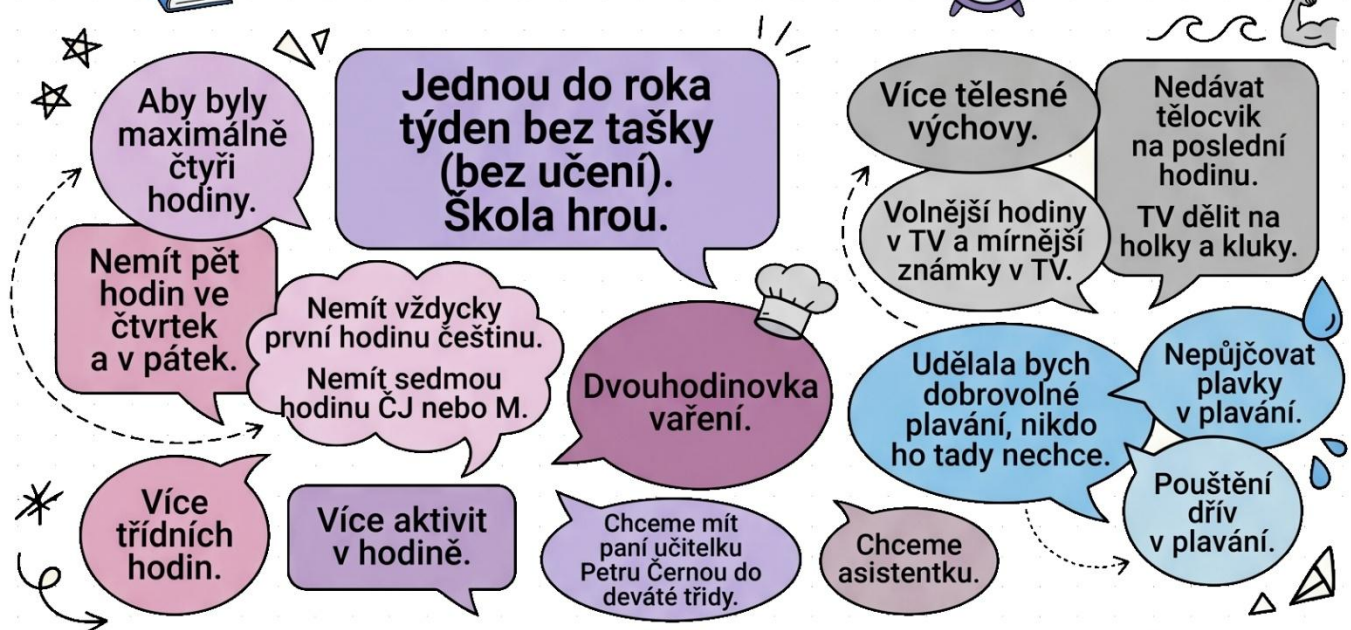 Aby byly
maximálně
čtyři
hodiny.
Jednou do roka
týden bez tašky
(bez učení).
Škola hrou.
Více tělesné
výchovy.
Nedávat
tělocvik
na poslední
hodinu.
TV dělit na
holky a kluky.
Volnější hodiny
v TV a mírnější
známky v TV.
Nemít pět
hodin ve
čtvrtek
a v pátek.
Nemít vždycky
první hodinu češtinu.
Nemít sedmou
hodinu ČJ nebo M.
Dvouhodinovka
vaření.
Udělala bych
dobrovolné
plavání, nikdo
ho tady nechce.
Nepůjčovat
plavky
v plavání.
Pouštění
dřív
v plavání.
Více
třídních
hodin.
Více aktivit
v hodině.
Chceme mít
paní učitelku
Petru Černou do
deváté třidy.
Chceme
asistentku.